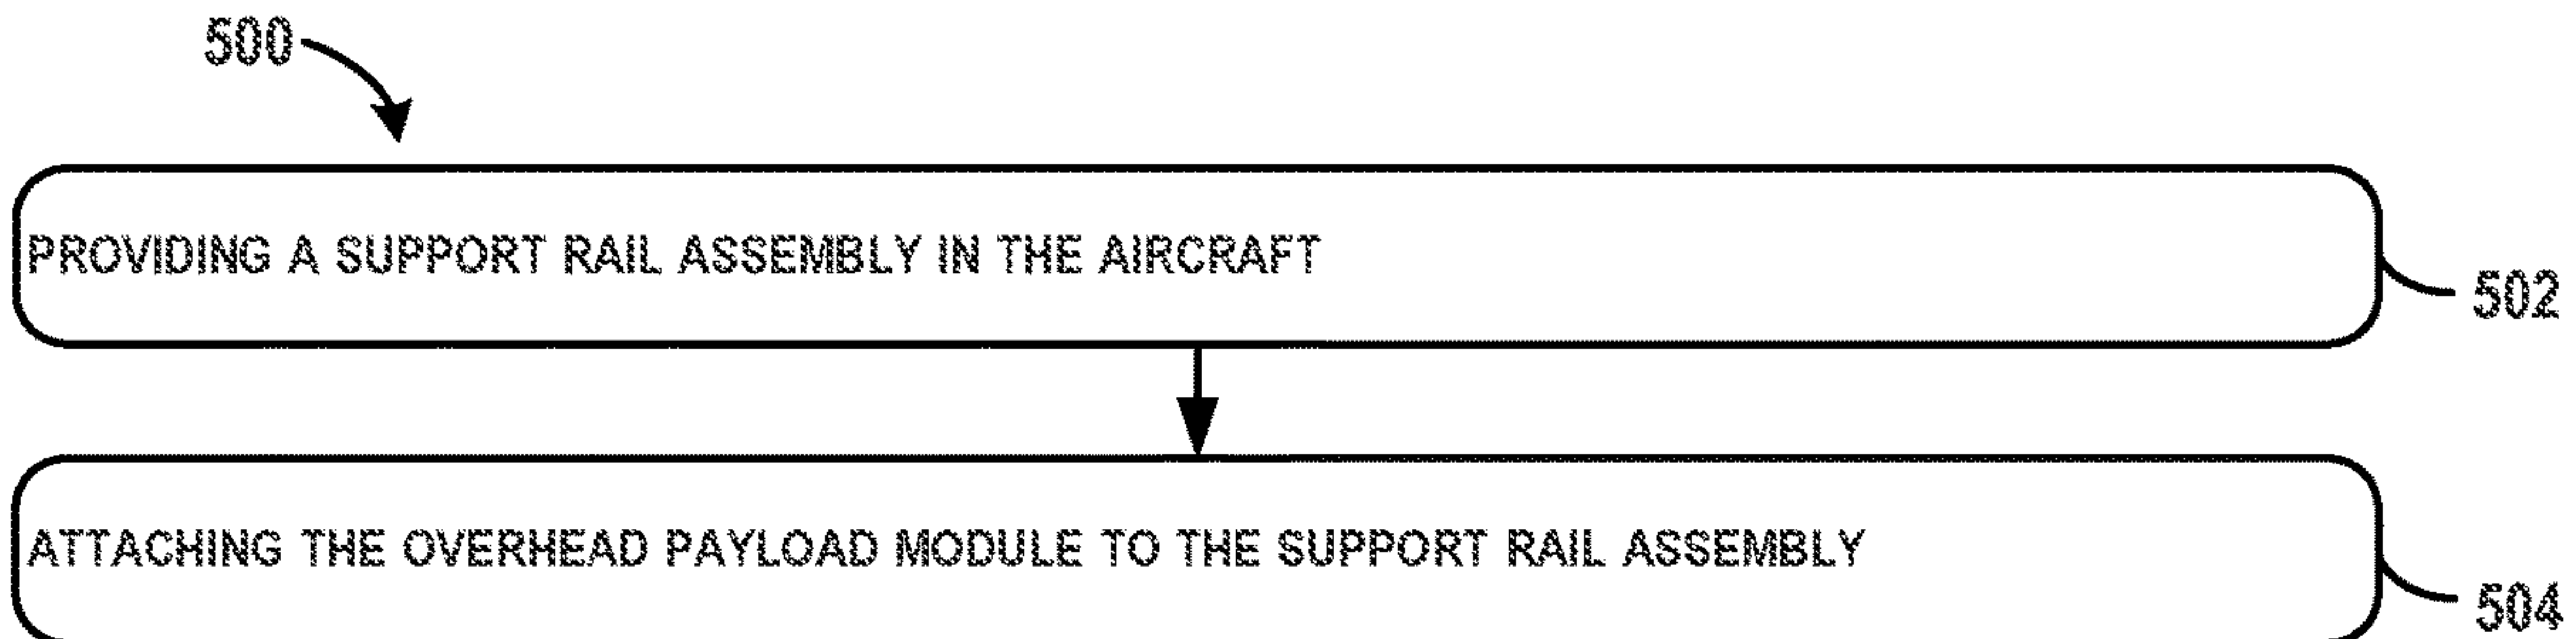 500
PROVIDING A SUPPORT RAIL ASSEMBLY IN THE AIRCRAFT
502
ATTACHING THE OVERHEAD PAYLOAD MODULE TO THE SUPPORT RAIL ASSEMBLY
504